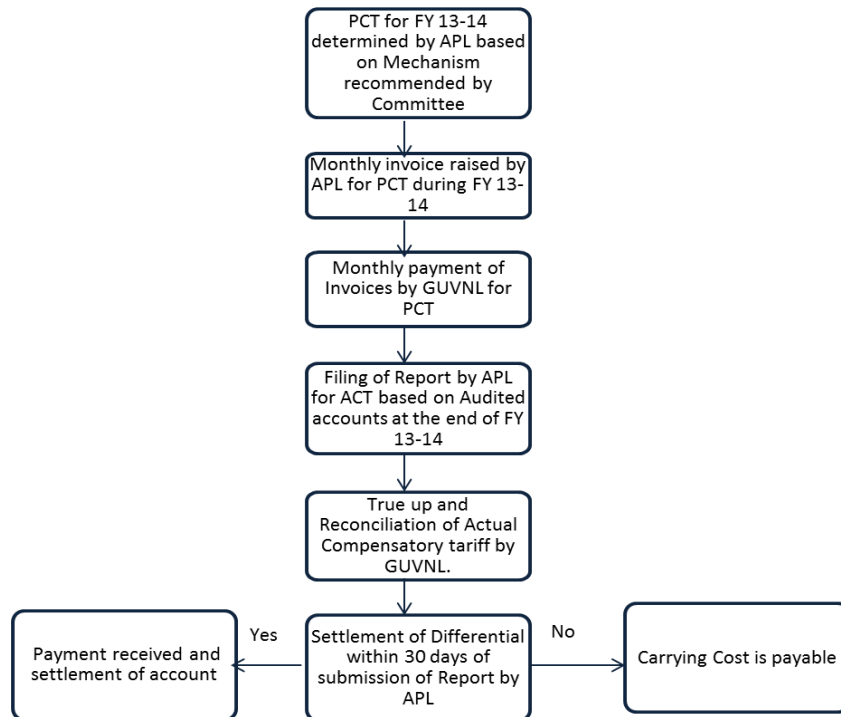 PCT for FY 13-14
determined by APL based
on Mechanism
recommended by
Committee
Monthly invoice raised by
APL for PCT during FY 13-
14
Monthly payment of
Invoices by GUVNL for
PCT
Filing of Report by APL
for ACT based on Audited
accounts at the end of FY
13-14
True up and
Reconciliation of Actual
Compensatory tariff by
GUVNL.
Payment received and
settlement of account
Yes
Settlement of Differential
within 30 days of
submission of Report by
APL
No
Carrying Cost is payable